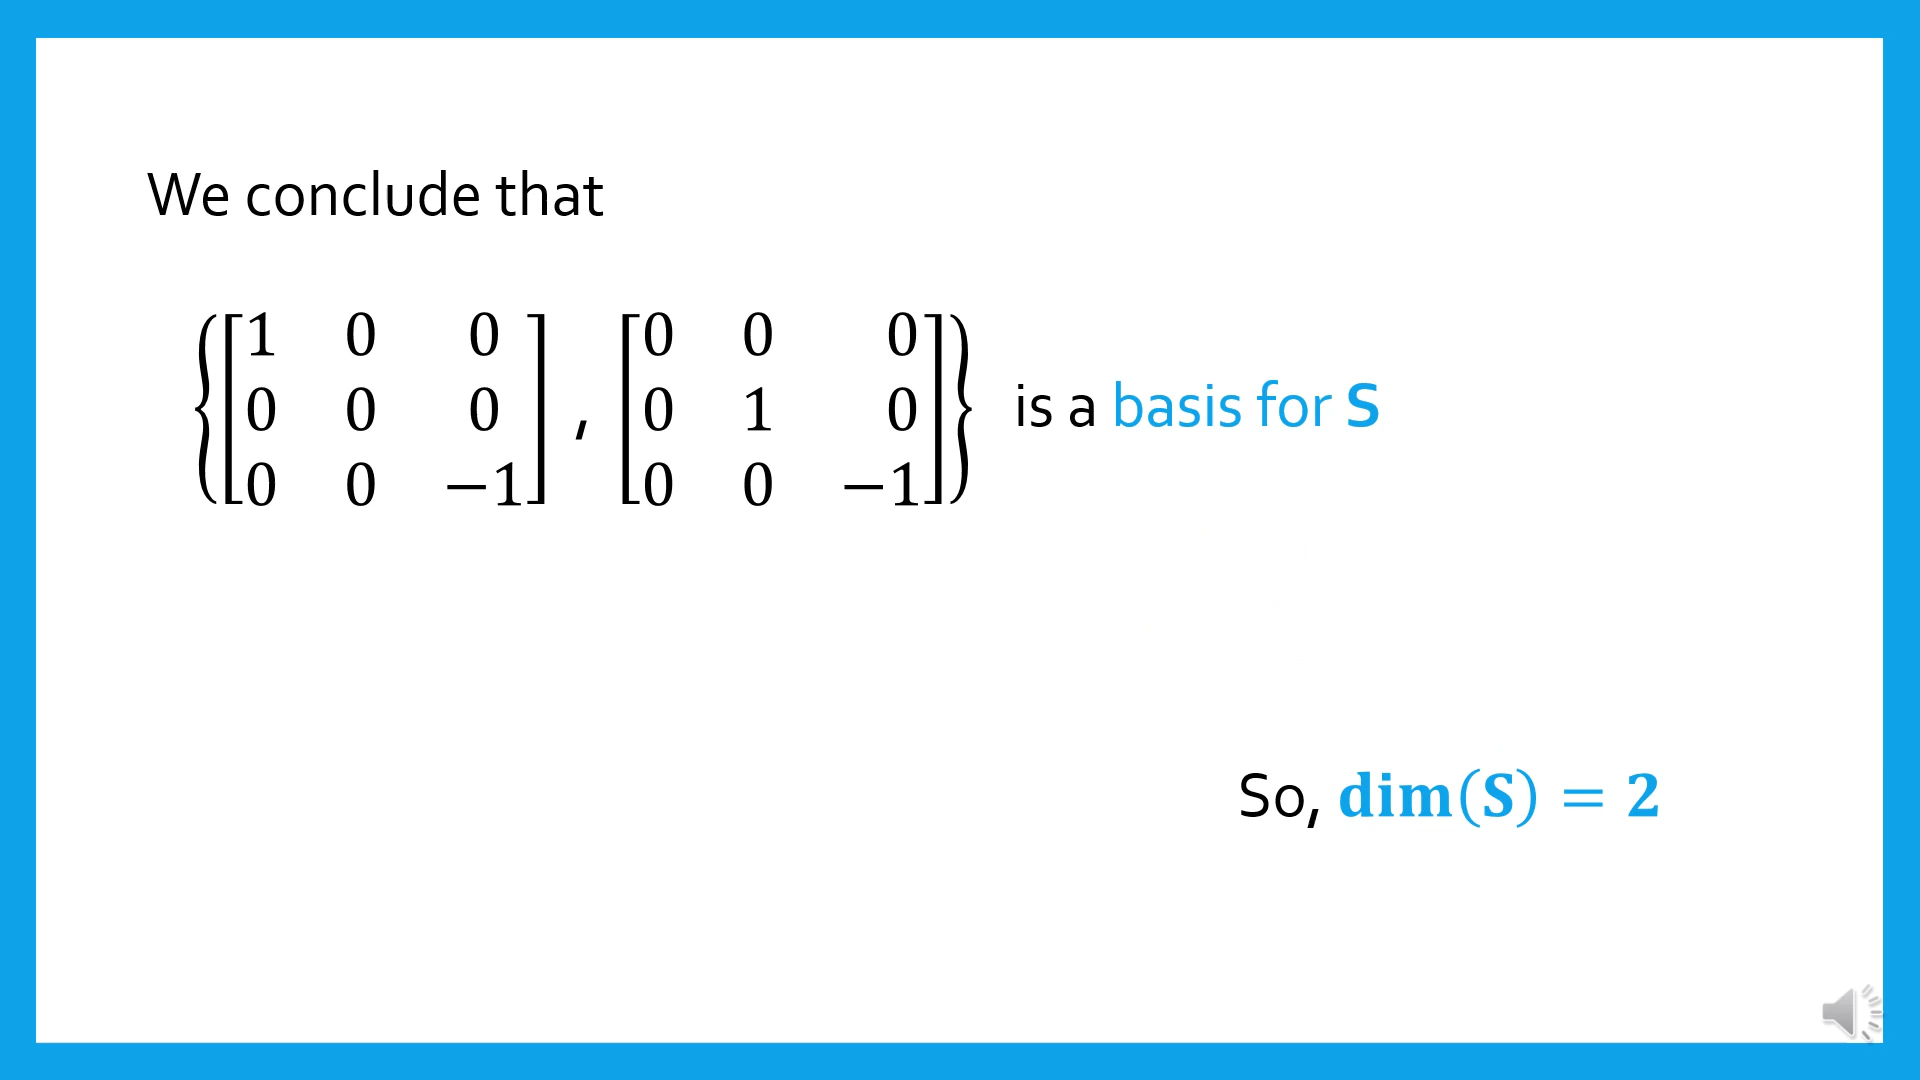 We conclude that
{[1 0 0
0 0 0
0 0 −1] , [0 0 0
0 1 0
0 0 −1]} is a basis for S
So, dim(S) = 2